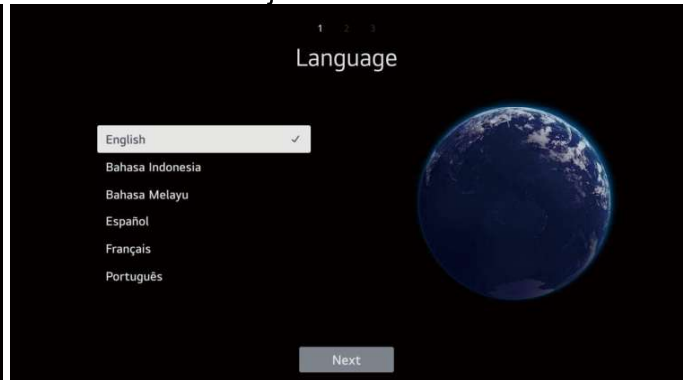 1 2 3
Language
English
Bahasa Indonesia
Bahasa Melayu
Español
Français
Português
Next